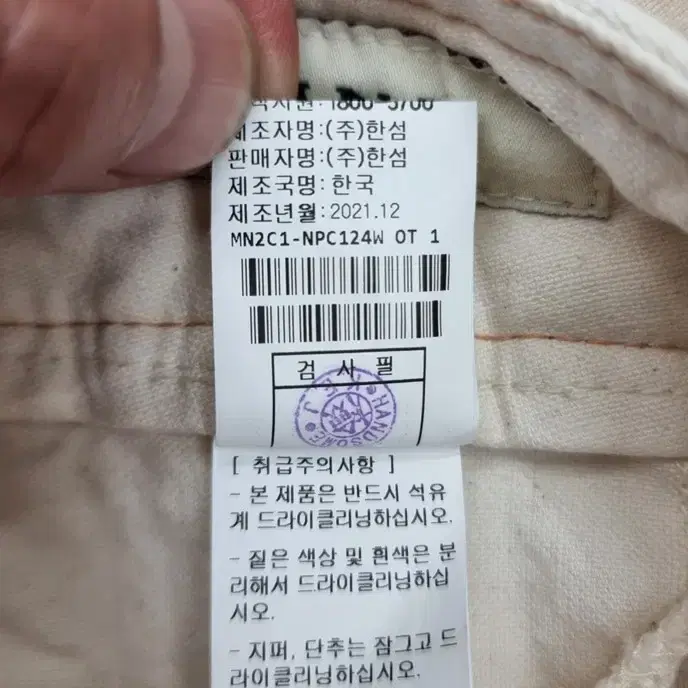 제조자명:(주)한섬
판매자명:(주)한섬
제조국명: 한국
제조년월: 2021.12
MN2C1-NPC124W OT 1
검 사 필
HANDSOME
[ 취급주의사항 ]
- 본 제품은 반드시 석유
계 드라이클리닝하십시오.
- 짙은 색상 및 흰색은 분
리해서 드라이클리닝하십
시오.
- 지퍼, 단추는 잠그고 드
라이클리닝하십시오.